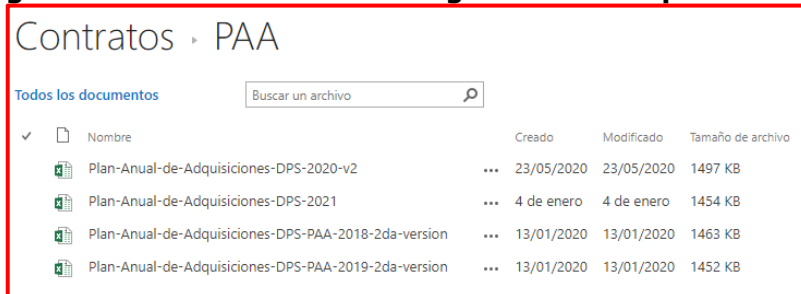 Contratos ▸ PAA
Todos los documentos Buscar un archivo
Nombre Creado Modificado Tamaño de archivo
Plan-Anual-de-Adquisiciones-DPS-2020-v2 ... 23/05/2020 23/05/2020 1497 KB
Plan-Anual-de-Adquisiciones-DPS-2021 ... 4 de enero 4 de enero 1454 KB
Plan-Anual-de-Adquisiciones-DPS-PAA-2018-2da-version ... 13/01/2020 13/01/2020 1463 KB
Plan-Anual-de-Adquisiciones-DPS-PAA-2019-2da-version ... 13/01/2020 13/01/2020 1452 KB